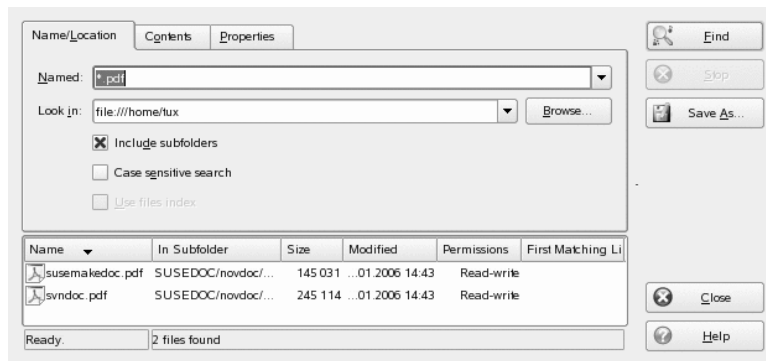 Name/Location Contents Properties
Named: *.pdf
Look in: file:///home/tux Browse...
Include subfolders
Case sensitive search
Use files index
Find
Stop
Save As...
Name In Subfolder Size Modified Permissions First Matching Li
susemakedoc.pdf SUSEDOC/novdoc/... 145 031 ...01.2006 14:43 Read-write
svndoc.pdf SUSEDOC/novdoc/... 245 114 ...01.2006 14:43 Read-write
Close
Help
Ready. 2 files found